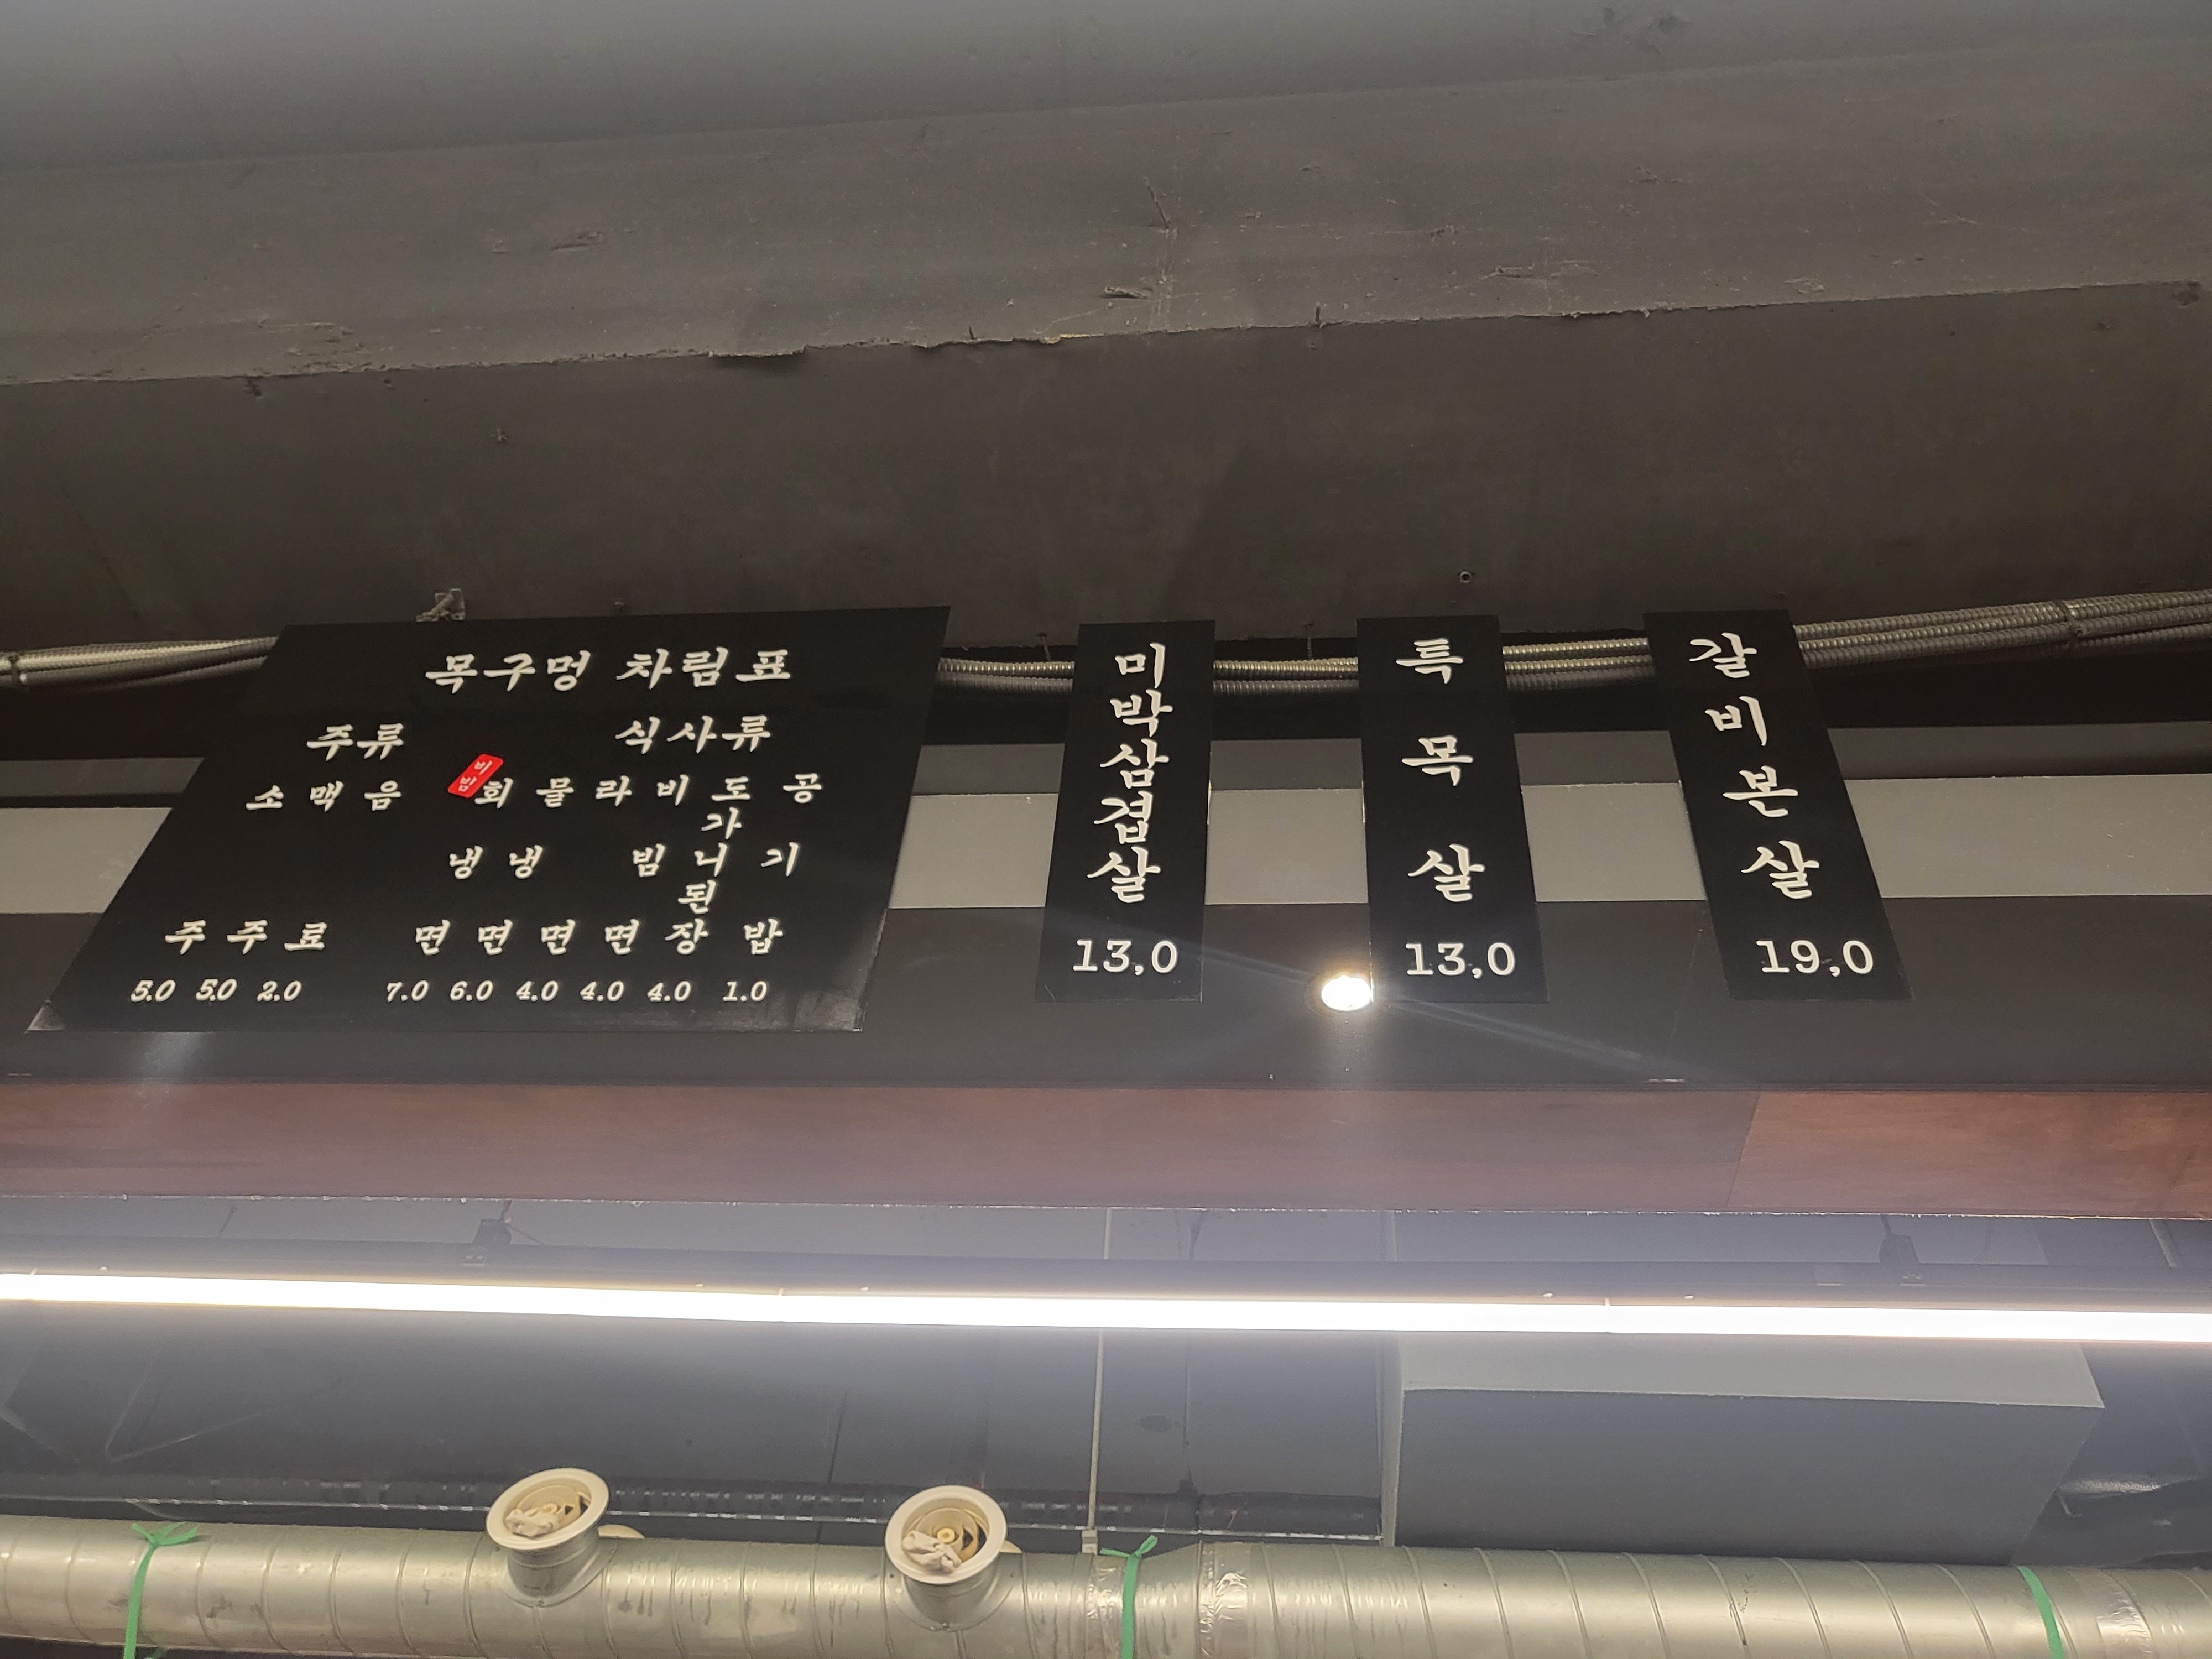 목구멍 차림표
주류
소주 5.0
맥주 5.0
음료 2.0
식사류
비빔
회냉면 7.0
물냉면 6.0
라면 4.0
비빔면 4.0
도가니된장 4.0
공기밥 1.0
미박삼겹살
13,0
특목살
13,0
갈비본살
19,0